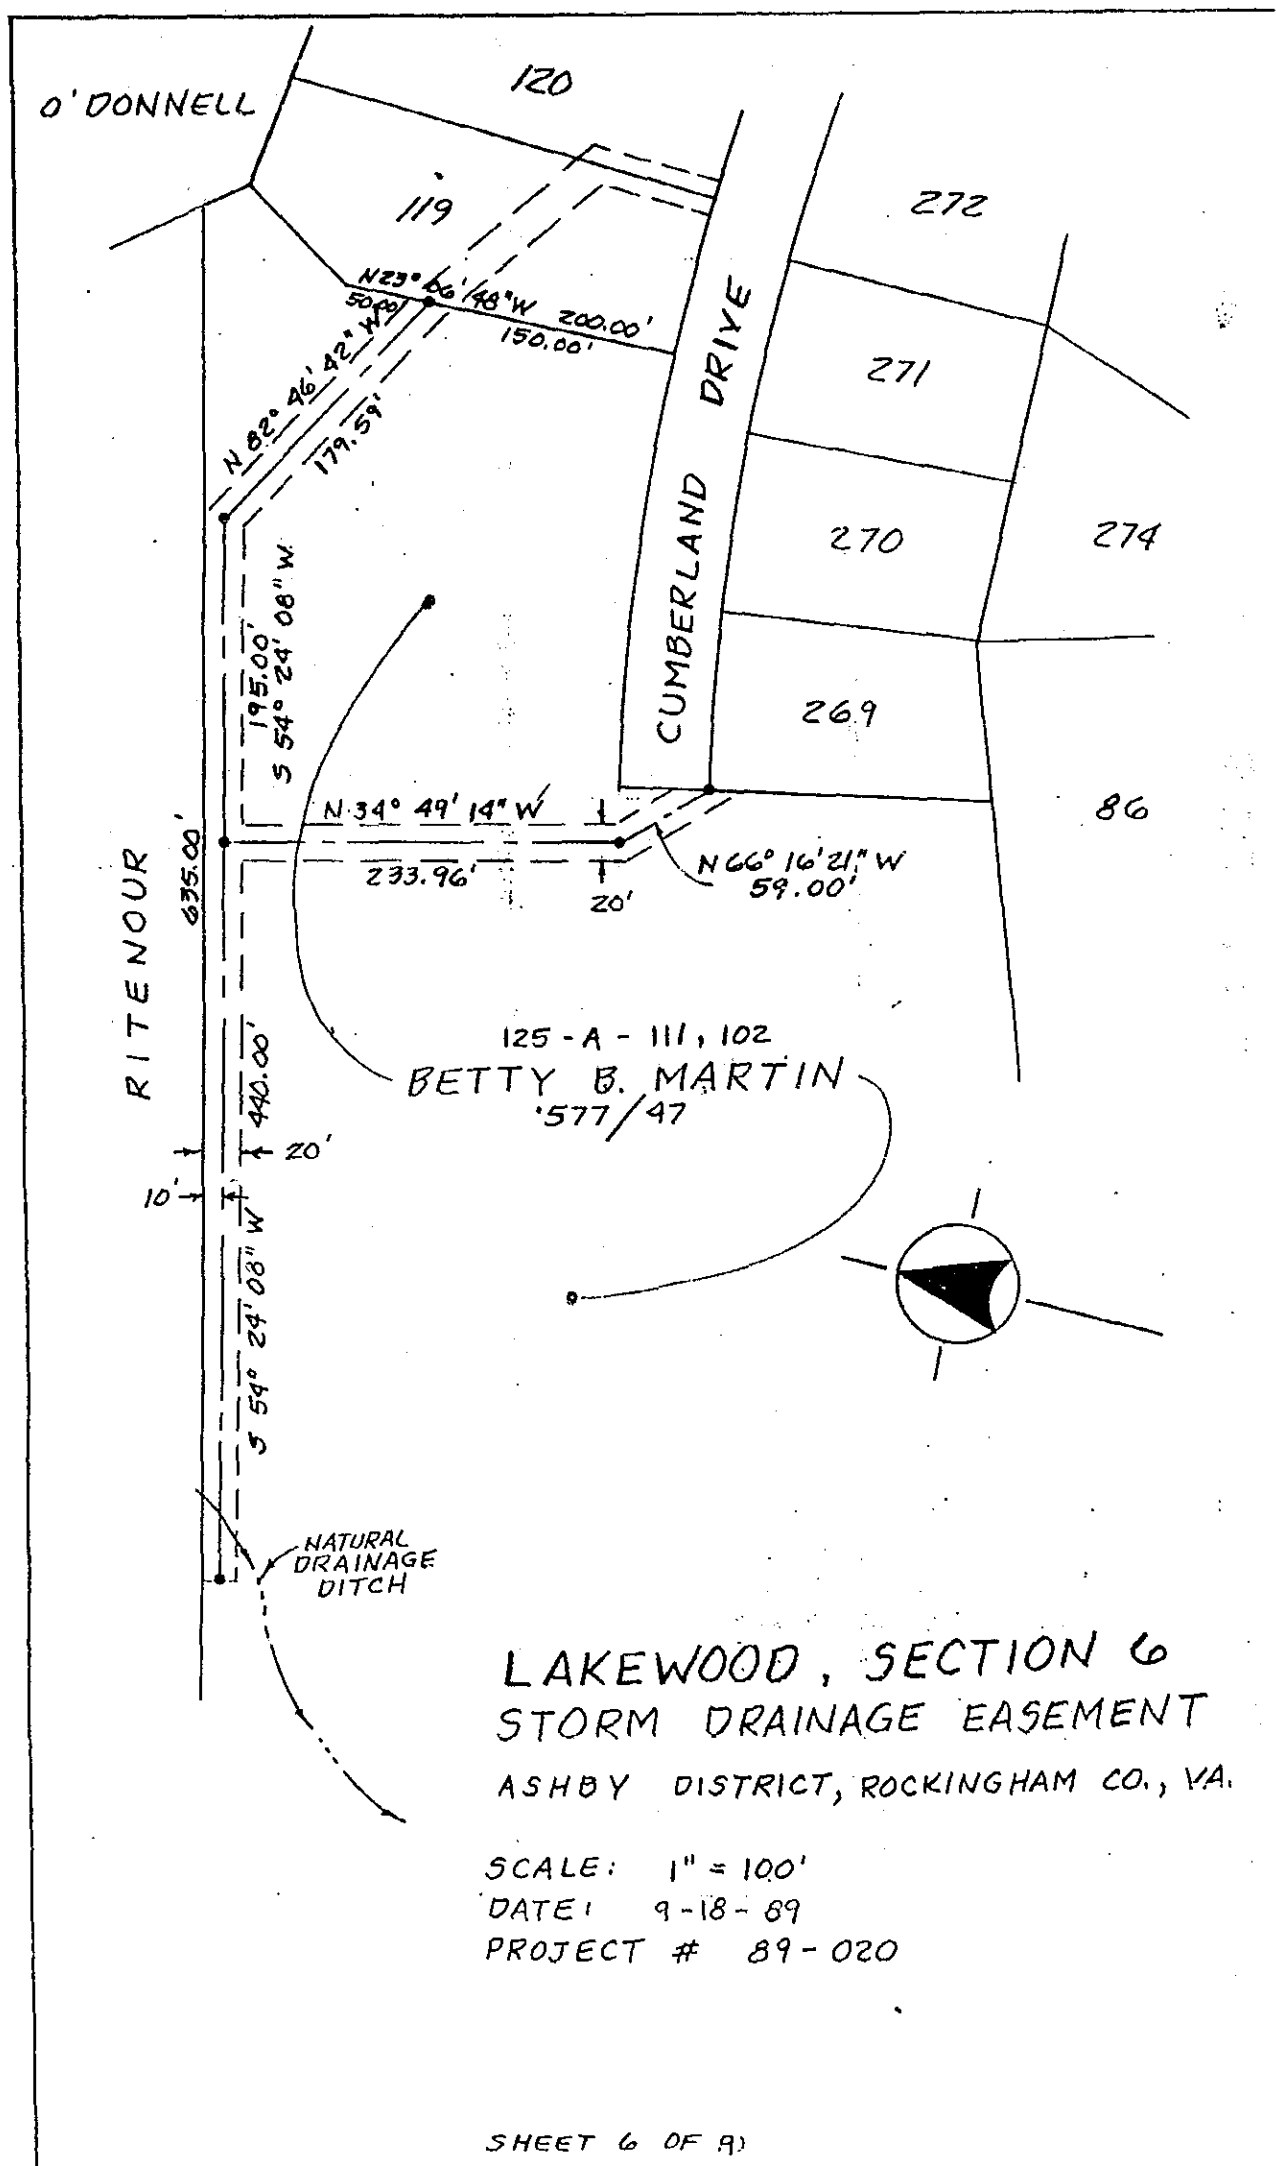 120
O'DONNELL
119
272
N23° 06' 48" W
50.00'
200.00'
150.00'
N 82° 46' 42" W
179.59'
CUMBERLAND DRIVE
271
270
274
195.00'
S 54° 24' 08" W
269
86
N 34° 49' 14" W
233.96'
20'
N 66° 16' 21" W
59.00'
RITENOUR
635.00'
125 - A - 111, 102
BETTY B. MARTIN
577/47
440.00'
20'
10'
S 54° 24' 08" W
NATURAL
DRAINAGE
DITCH
LAKEWOOD, SECTION 6
STORM DRAINAGE EASEMENT
ASHBY DISTRICT, ROCKINGHAM CO., VA.
SCALE: 1" = 100'
DATE: 9-18-89
PROJECT # 89-020
SHEET 6 OF